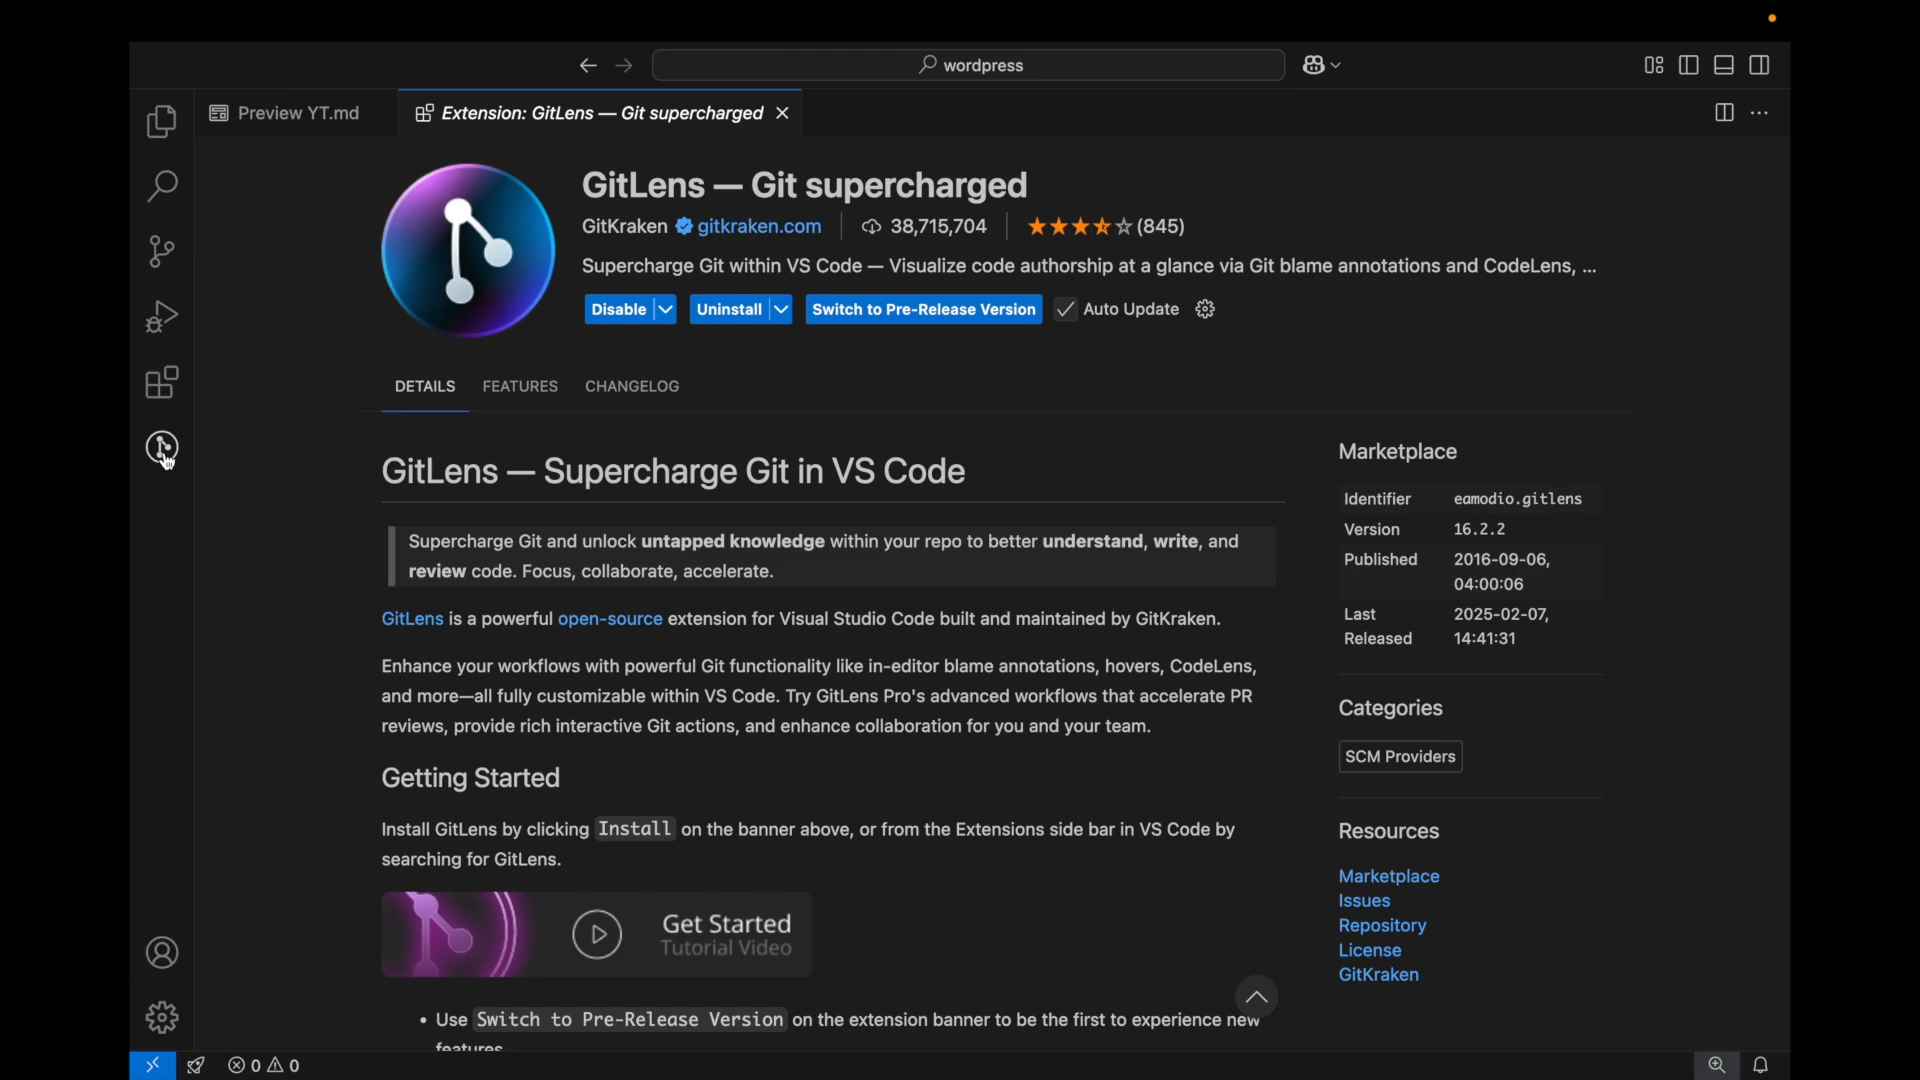 wordpress
Preview YT.md
Extension: GitLens — Git supercharged
GitLens — Git supercharged
GitKraken gitkraken.com 38,715,704 (845)
Supercharge Git within VS Code — Visualize code authorship at a glance via Git blame annotations and CodeLens, ...
Disable Uninstall Switch to Pre-Release Version Auto Update
DETAILS FEATURES CHANGELOG
GitLens — Supercharge Git in VS Code
Supercharge Git and unlock untapped knowledge within your repo to better understand, write, and
review code. Focus, collaborate, accelerate.
GitLens is a powerful open-source extension for Visual Studio Code built and maintained by GitKraken.
Enhance your workflows with powerful Git functionality like in-editor blame annotations, hovers, CodeLens,
and more—all fully customizable within VS Code. Try GitLens Pro's advanced workflows that accelerate PR
reviews, provide rich interactive Git actions, and enhance collaboration for you and your team.
Getting Started
Install GitLens by clicking Install on the banner above, or from the Extensions side bar in VS Code by
searching for GitLens.
Get Started
Tutorial Video
• Use Switch to Pre-Release Version on the extension banner to be the first to experience new
features
Marketplace
Identifier eamodio.gitlens
Version 16.2.2
Published 2016-09-06,
04:00:06
Last 2025-02-07,
Released 14:41:31
Categories
SCM Providers
Resources
Marketplace
Issues
Repository
License
GitKraken
0 0